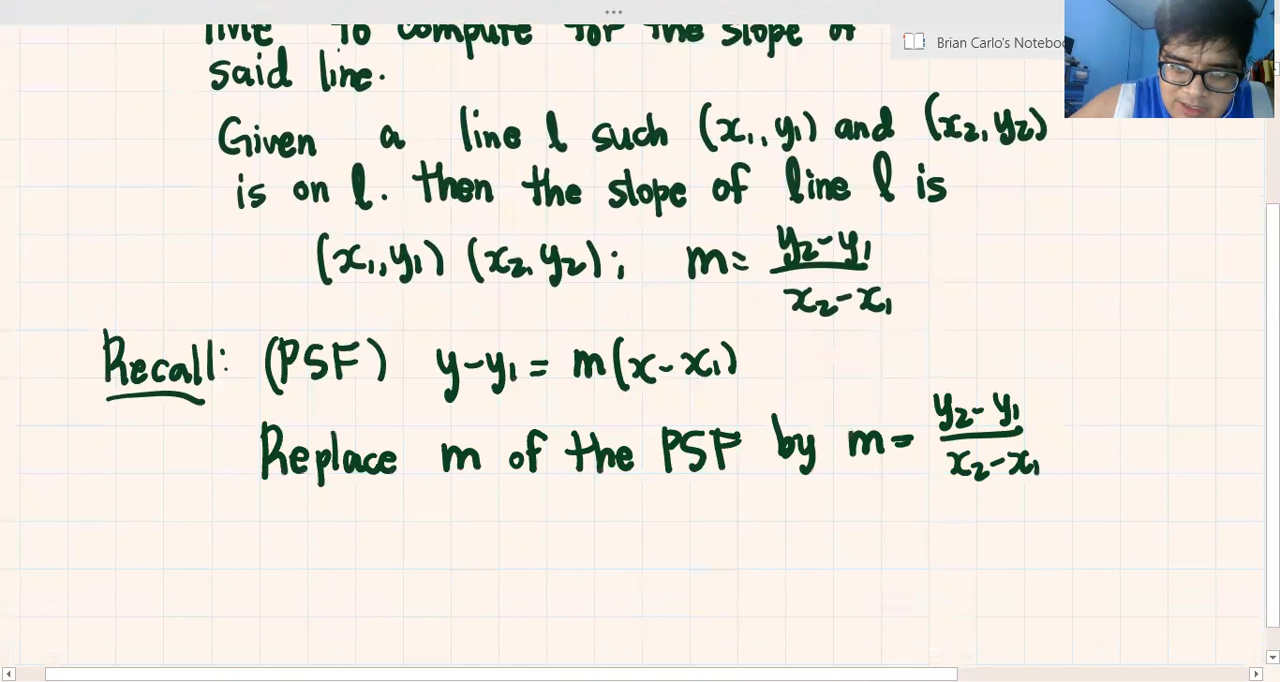 line to compute for the slope of
Brian Carlo's Notebo
said line.
Given a line l such (x₁,y₁) and (x₂,y₂)
is on l. then the slope of line l is
(x₁,y₁) (x₂,y₂); m= y₂-y₁ / x₂-x₁
Recall: (PSF) y-y₁ = m(x-x₁)
Replace m of the PSF by m= y₂-y₁ / x₂-x₁